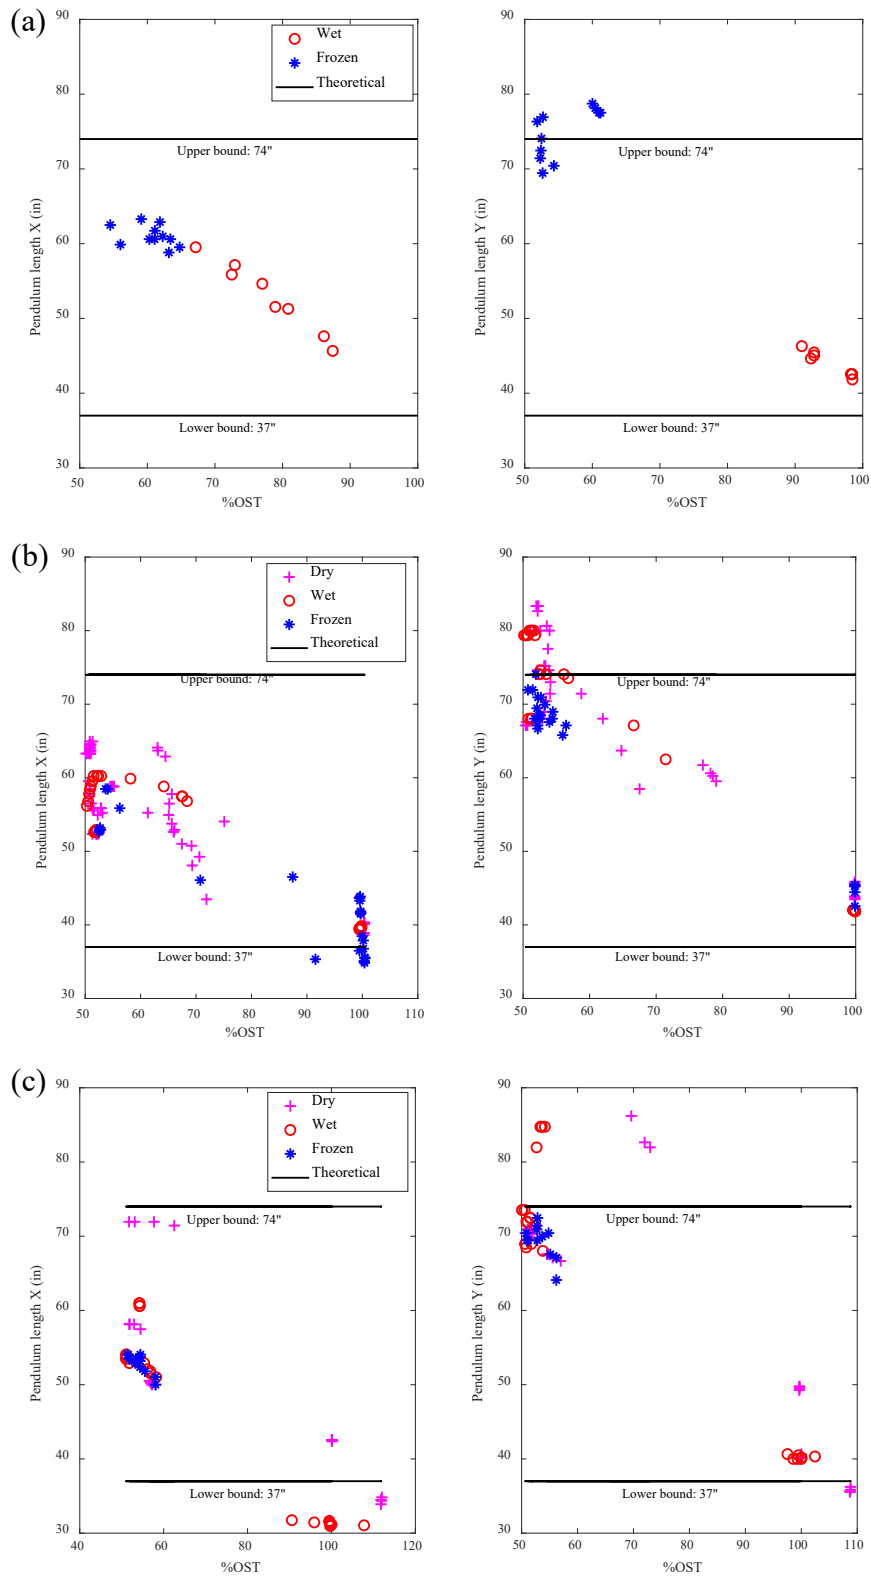 (a)
90
80
70
60
50
40
30
50 60 70 80 90 100
Pendulum length X (in)
%OST
Wet
Frozen
Theoretical
Upper bound: 74"
Lower bound: 37"
90
80
70
60
50
40
30
50 60 70 80 90 100
Pendulum length Y (in)
%OST
Upper bound: 74"
Lower bound: 37"
(b)
90
80
70
60
50
40
30
50 60 70 80 90 100 110
Pendulum length X (in)
%OST
Dry
Wet
Frozen
Theoretical
Upper bound: 74"
Lower bound: 37"
90
80
70
60
50
40
30
50 60 70 80 90 100
Pendulum length Y (in)
%OST
Upper bound: 74"
Lower bound: 37"
(c)
90
80
70
60
50
40
30
40 60 80 100 120
Pendulum length X (in)
%OST
Dry
Wet
Frozen
Theoretical
Upper bound: 74"
Lower bound: 37"
90
80
70
60
50
40
30
50 60 70 80 90 100 110
Pendulum length Y (in)
%OST
Upper bound: 74"
Lower bound: 37"